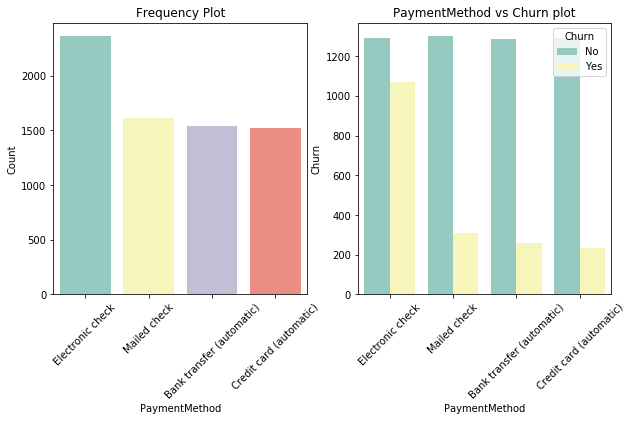 Frequency Plot
Count
2000
1500
1000
500
0
Electronic check
Mailed check
Bank transfer (automatic)
Credit card (automatic)
PaymentMethod
PaymentMethod vs Churn plot
Churn
No
Yes
Churn
1200
1000
800
600
400
200
0
Electronic check
Mailed check
Bank transfer (automatic)
Credit card (automatic)
PaymentMethod